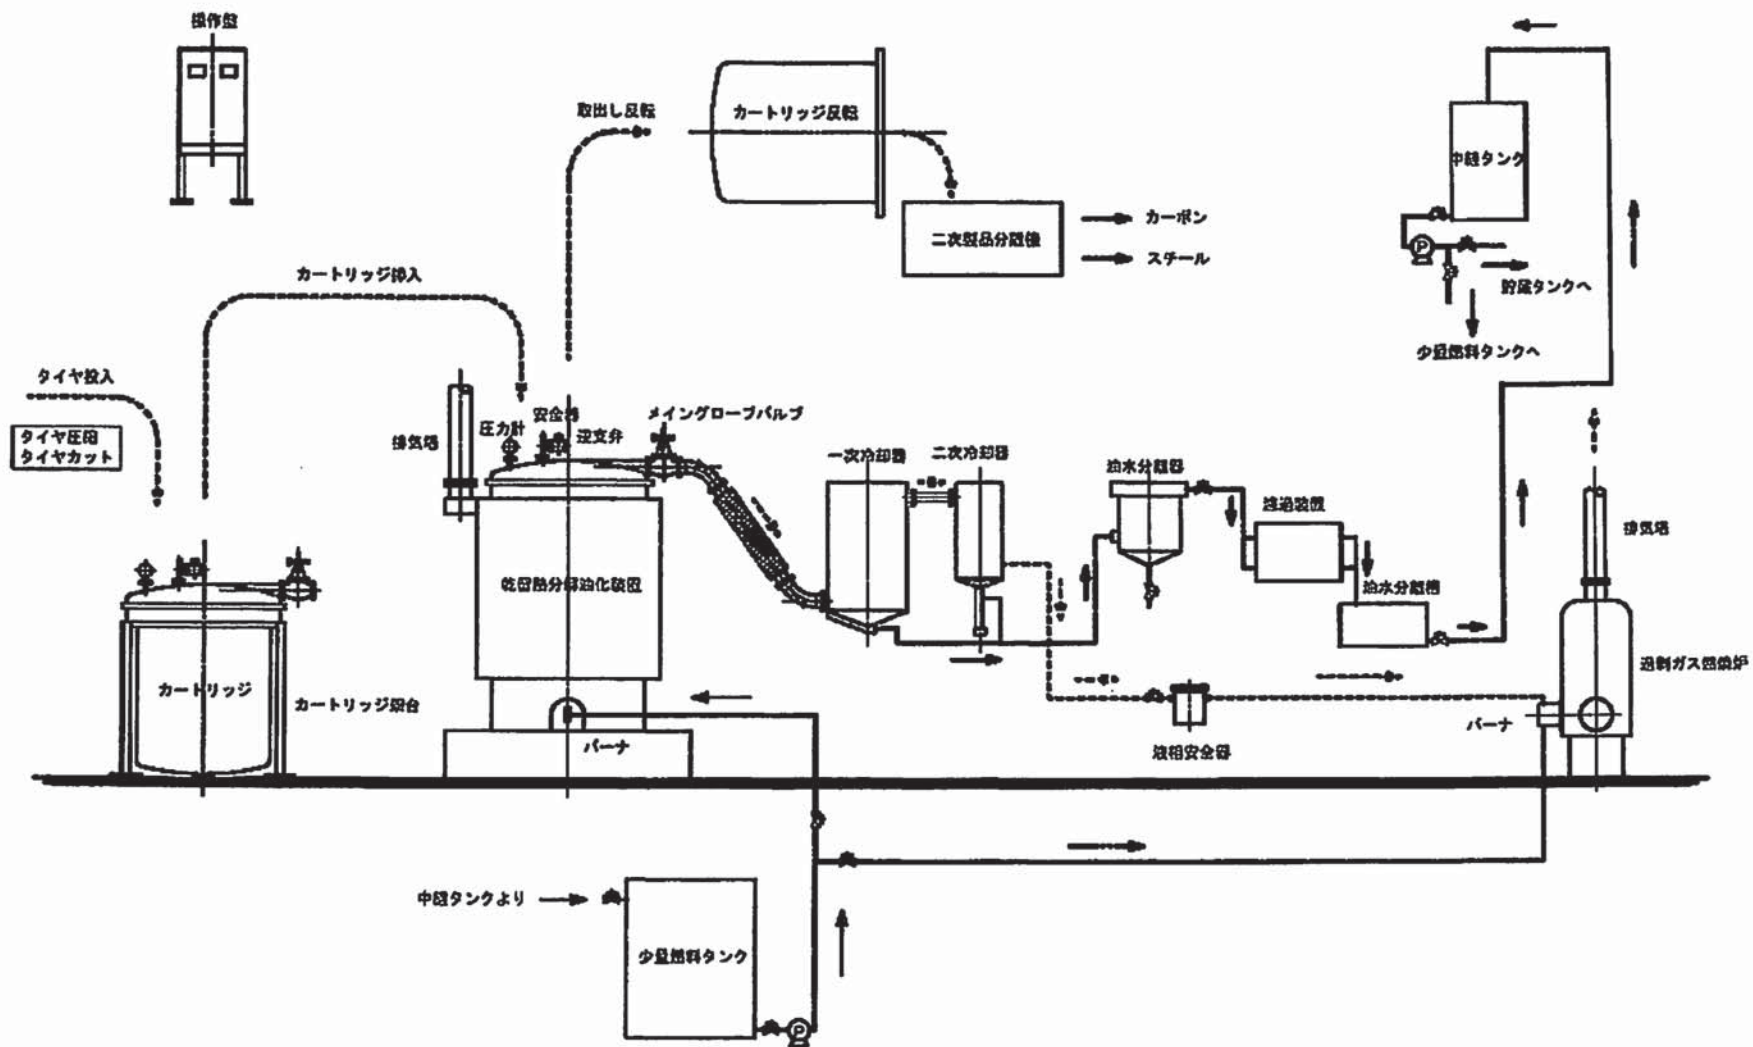 操作盤
取出し反転
カートリッジ反転
二次製品分離機
カーボン
スチール
中継タンク
貯蔵タンクへ
少量燃料タンクへ
カートリッジ挿入
タイヤ投入
タイヤ圧縮
タイヤカット
排気塔
圧力計
安全器
逆支弁
メイングローブバルブ
一次冷却器
二次冷却器
油水分離器
濾過装置
油水分離槽
排気塔
乾留熱分解油化装置
カートリッジ
カートリッジ架台
バーナ
液相安全器
バーナ
過剰ガス燃焼炉
中継タンクより
少量燃料タンク
P
P